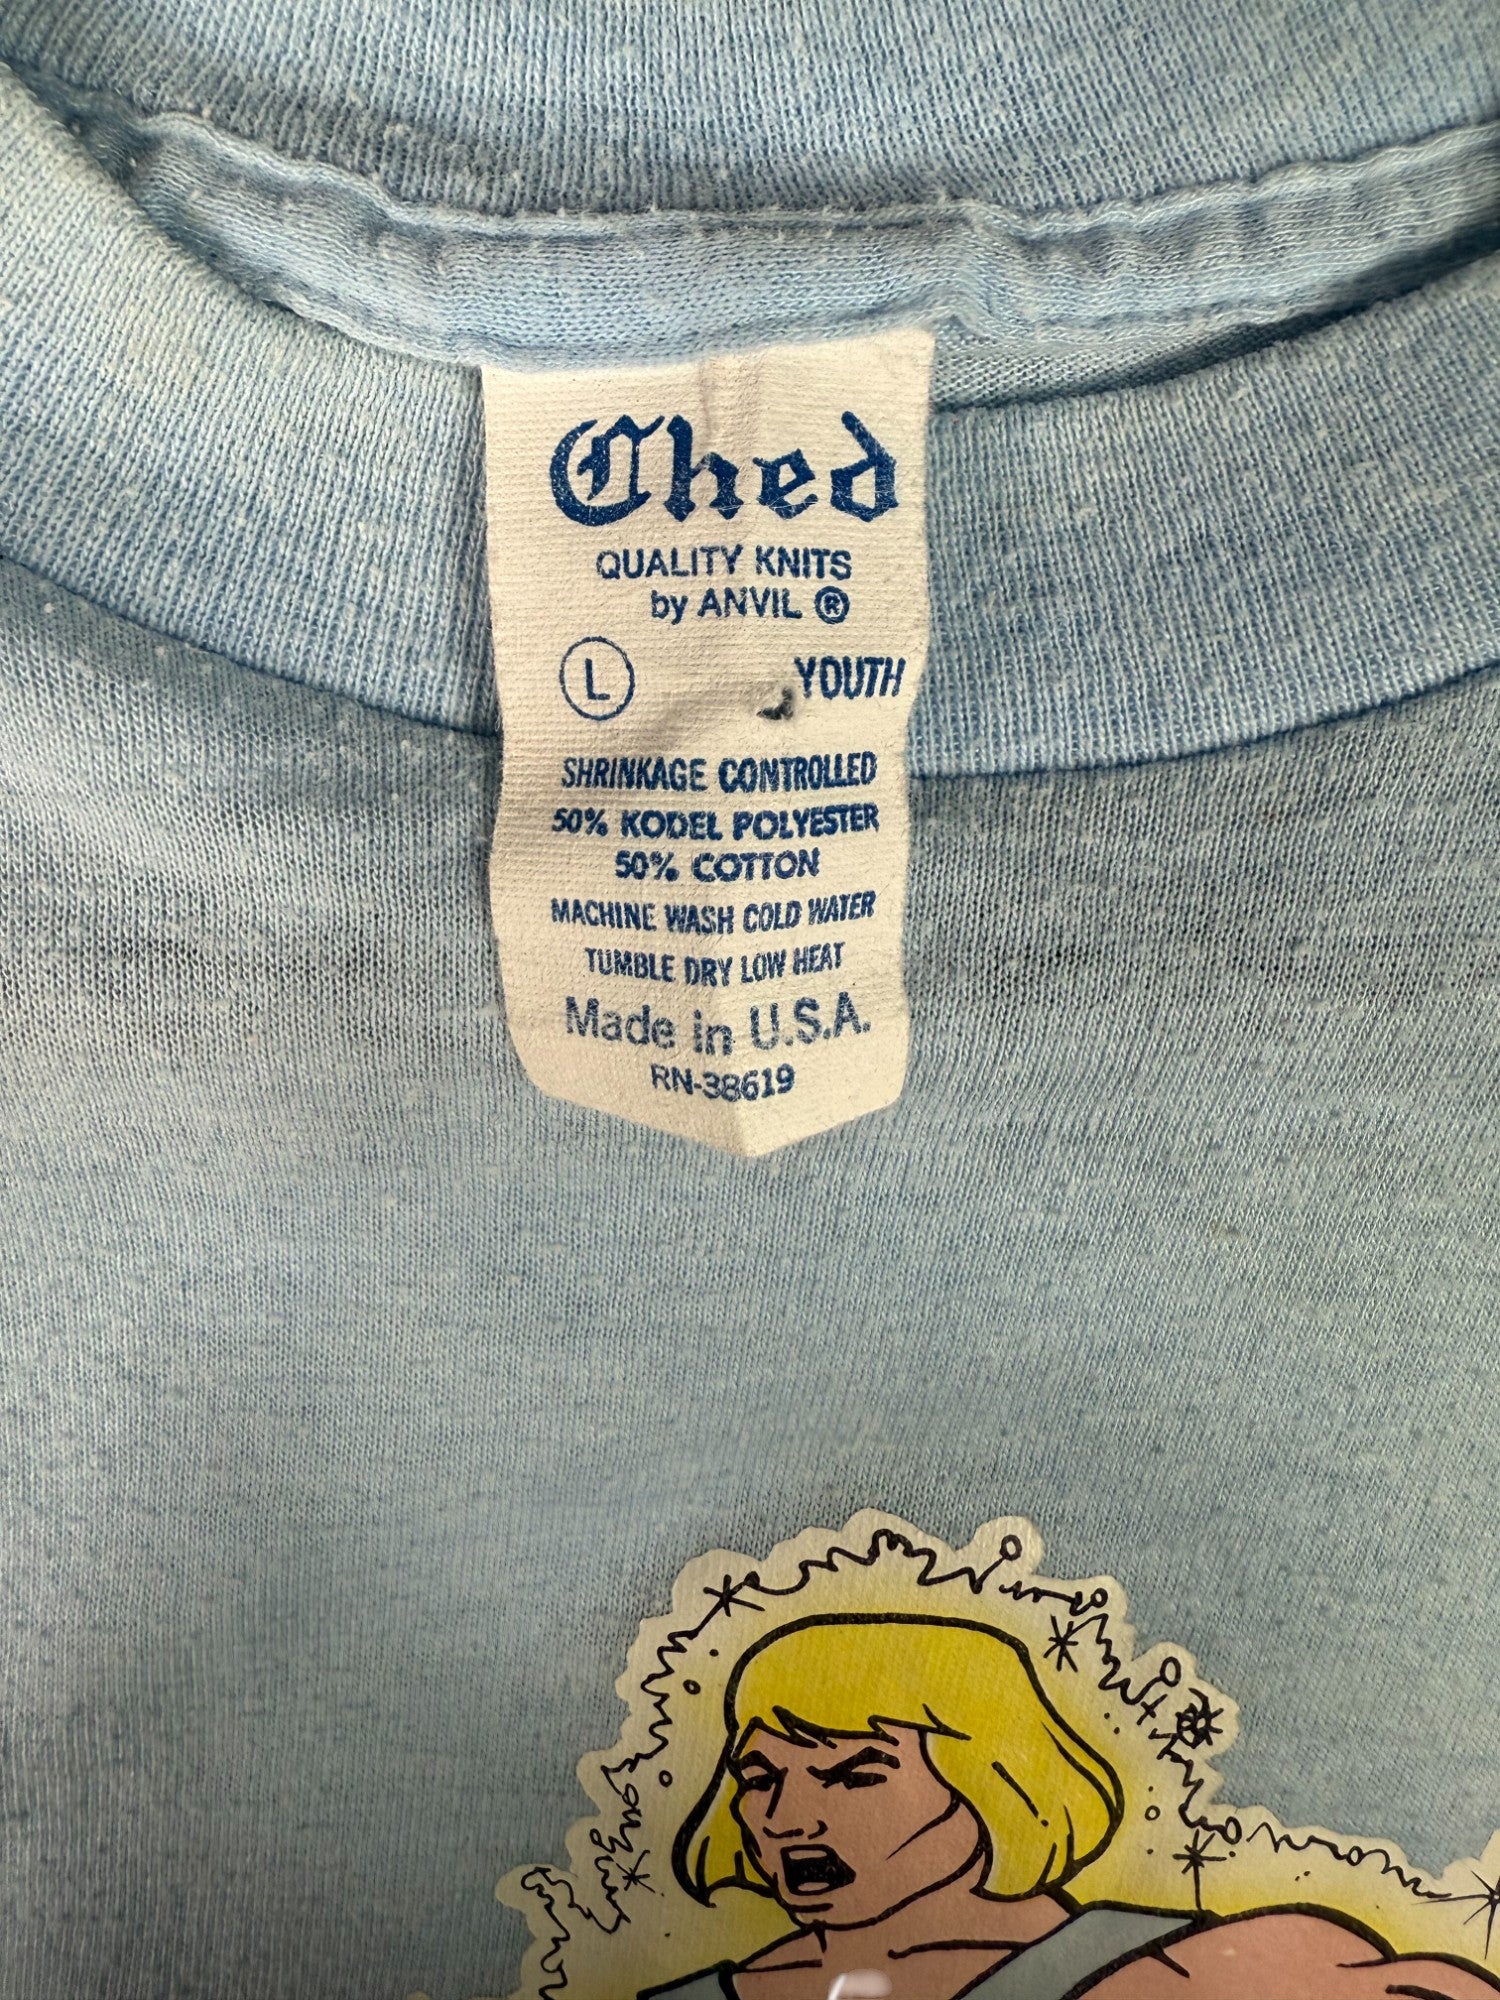 Ched
QUALITY KNITS
by ANVIL ®
L YOUTH
SHRINKAGE CONTROLLED
50% KODEL POLYESTER
50% COTTON
MACHINE WASH COLD WATER
TUMBLE DRY LOW HEAT
Made in U.S.A.
RN-38619